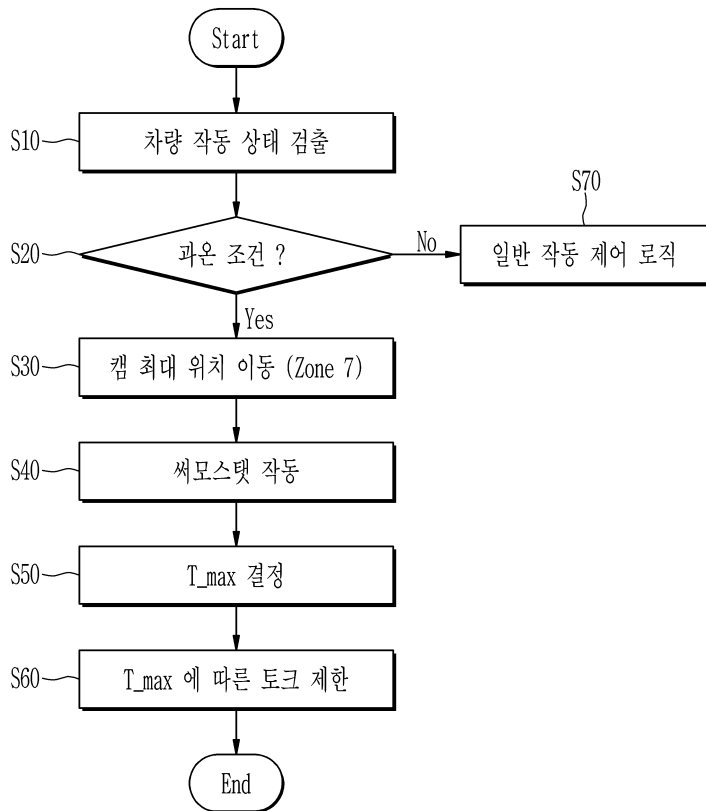 Start
S10
차량 작동 상태 검출
S70
S20
과온 조건 ?
No
일반 작동 제어 로직
Yes
S30
캠 최대 위치 이동 (Zone 7)
S40
써모스탯 작동
S50
T_max 결정
S60
T_max 에 따른 토크 제한
End